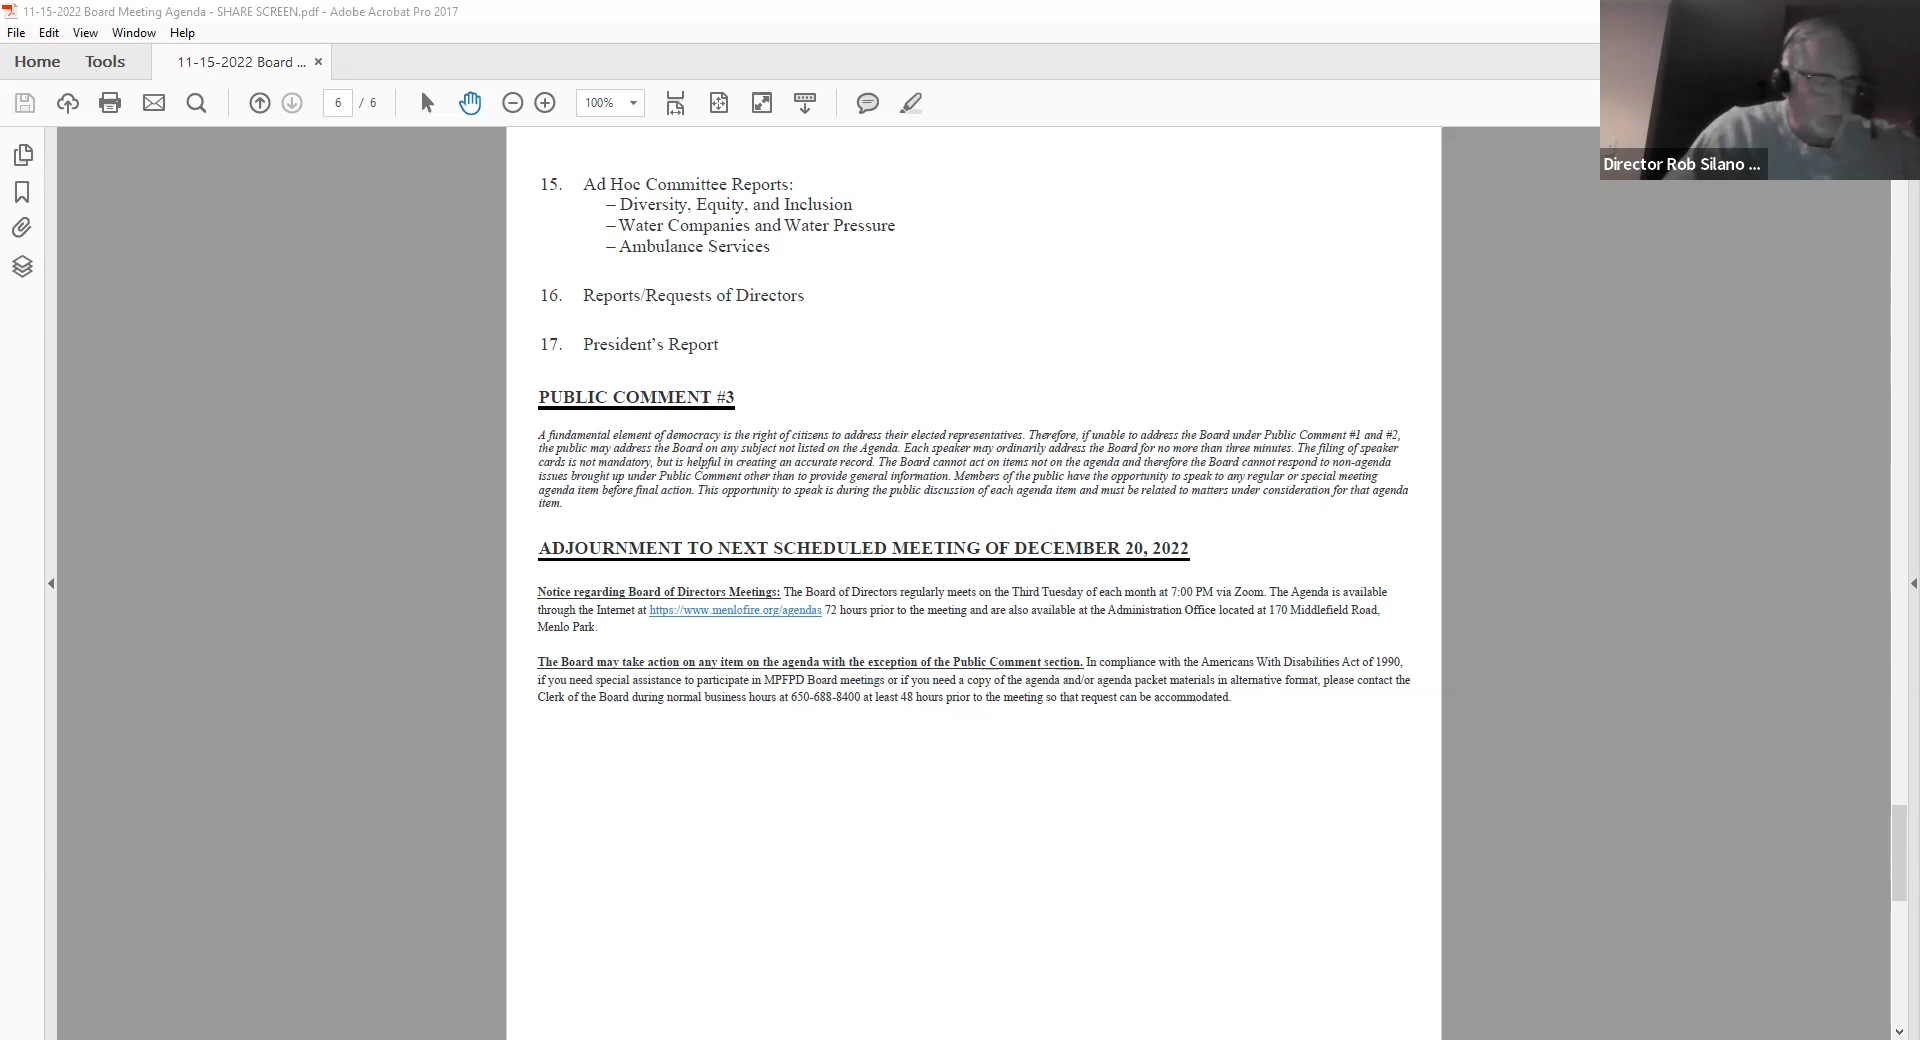 11-15-2022 Board Meeting Agenda - SHARE SCREEN.pdf - Adobe Acrobat Pro 2017
File Edit View Window Help
Home Tools 11-15-2022 Board ... ×
6 / 6 100%
Director Rob Silano ...
15. Ad Hoc Committee Reports:
– Diversity, Equity, and Inclusion
– Water Companies and Water Pressure
– Ambulance Services
16. Reports/Requests of Directors
17. President’s Report
PUBLIC COMMENT #3
A fundamental element of democracy is the right of citizens to address their elected representatives. Therefore, if unable to address the Board under Public Comment #1 and #2,
the public may address the Board on any subject not listed on the Agenda. Each speaker may ordinarily address the Board for no more than three minutes. The filing of speaker
cards is not mandatory, but is helpful in creating an accurate record. The Board cannot act on items not on the agenda and therefore the Board cannot respond to non-agenda
issues brought up under Public Comment other than to provide general information. Members of the public have the opportunity to speak to any regular or special meeting
agenda item before final action. This opportunity to speak is during the public discussion of each agenda item and must be related to matters under consideration for that agenda
item.
ADJOURNMENT TO NEXT SCHEDULED MEETING OF DECEMBER 20, 2022
Notice regarding Board of Directors Meetings: The Board of Directors regularly meets on the Third Tuesday of each month at 7:00 PM via Zoom. The Agenda is available
through the Internet at https://www.menlofire.org/agendas 72 hours prior to the meeting and are also available at the Administration Office located at 170 Middlefield Road,
Menlo Park.
The Board may take action on any item on the agenda with the exception of the Public Comment section. In compliance with the Americans With Disabilities Act of 1990,
if you need special assistance to participate in MPFPD Board meetings or if you need a copy of the agenda and/or agenda packet materials in alternative format, please contact the
Clerk of the Board during normal business hours at 650-688-8400 at least 48 hours prior to the meeting so that request can be accommodated.